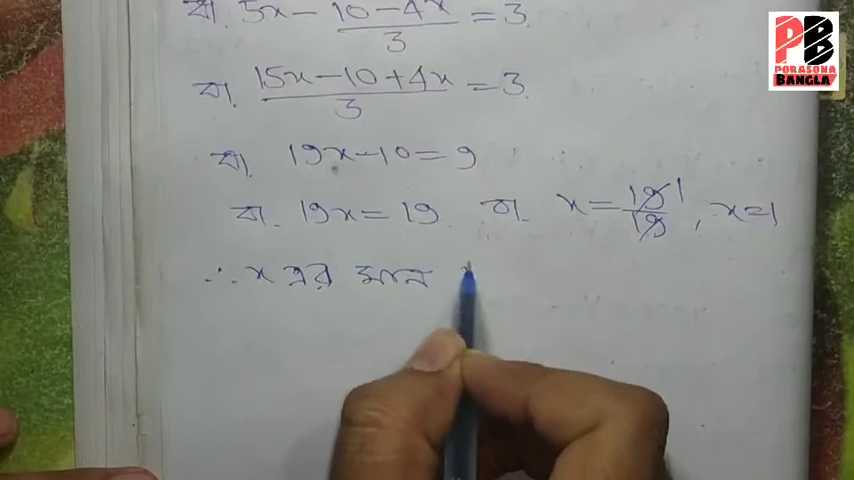 বা. 5x - 10 - 4x / 3 = 3
PB
PORASONA
BANGLA
বা. 15x - 10 + 4x / 3 = 3
বা. 19x - 10 = 9
বা. 19x = 19 বা. x = 19 1 / 19 , x = 1
∴ x এর মান